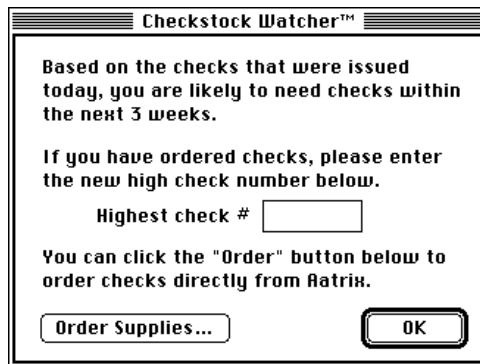 Checkstock Watcher™
Based on the checks that were issued
today, you are likely to need checks within
the next 3 weeks.
If you have ordered checks, please enter
the new high check number below.
Highest check #
You can click the "Order" button below to
order checks directly from Aatrix.
Order Supplies... OK